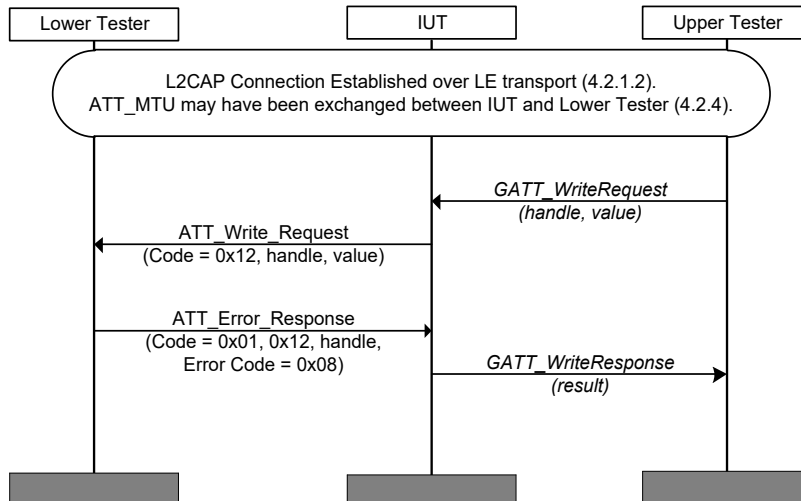 Lower Tester
IUT
Upper Tester
L2CAP Connection Established over LE transport (4.2.1.2).
ATT_MTU may have been exchanged between IUT and Lower Tester (4.2.4).
GATT_WriteRequest
(handle, value)
ATT_Write_Request
(Code = 0x12, handle, value)
ATT_Error_Response
(Code = 0x01, 0x12, handle,
Error Code = 0x08)
GATT_WriteResponse
(result)